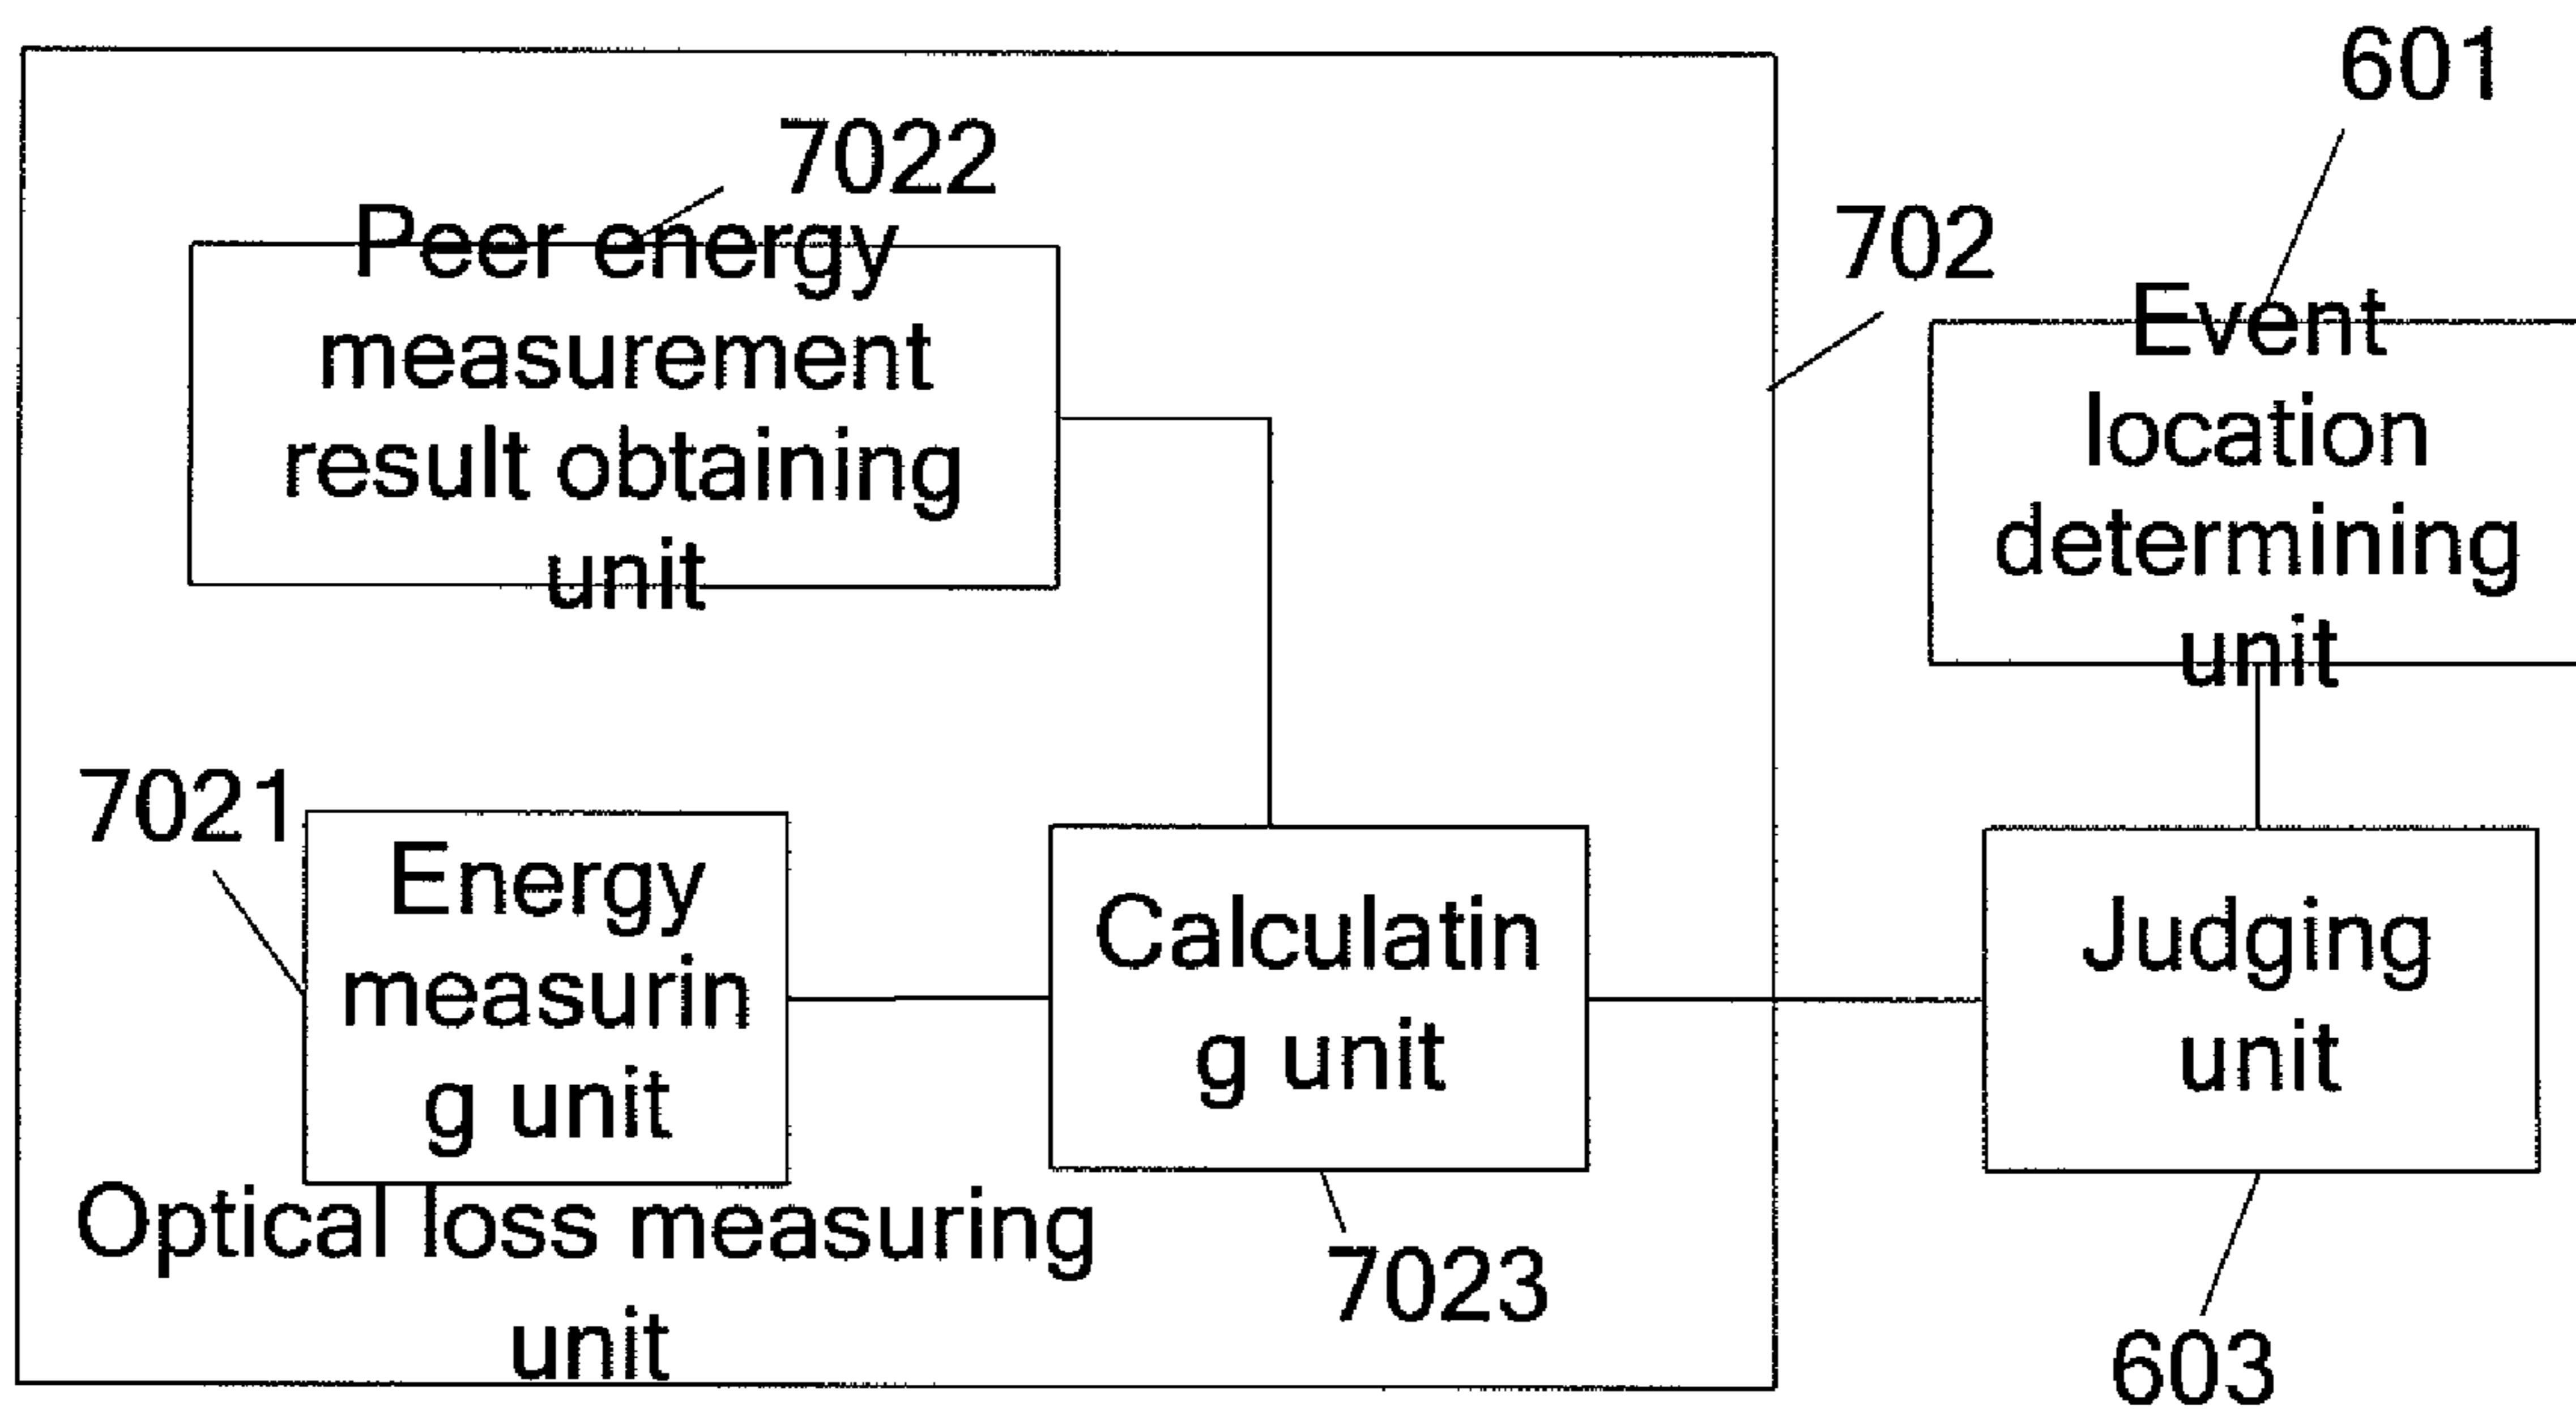 601
7022
702
Peer energy
measurement
result obtaining
unit
Event
location
determining
unit
7021
Energy
measurin
g unit
Calculatin
g unit
Judging
unit
Optical loss measuring
unit
7023
603